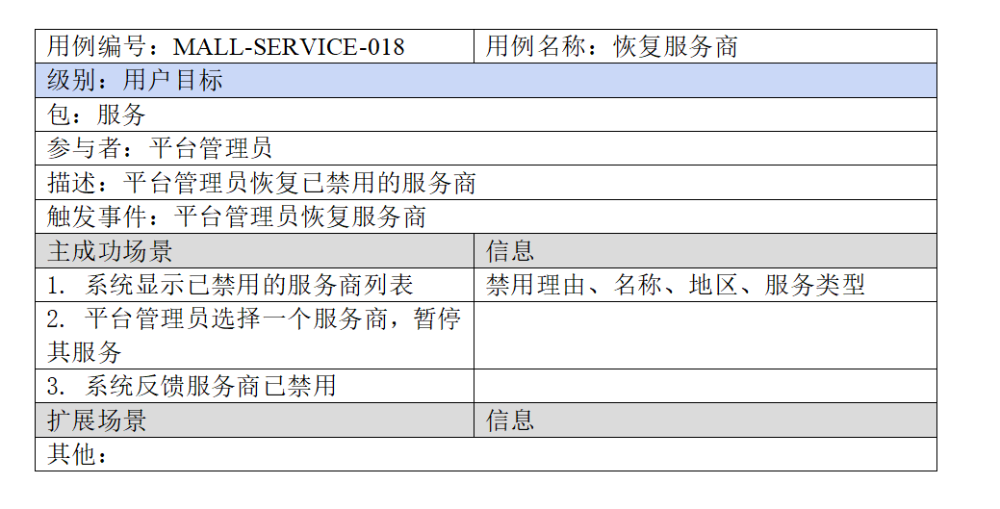 用例编号：MALL-SERVICE-018 用例名称：恢复服务商
级别：用户目标
包：服务
参与者：平台管理员
描述：平台管理员恢复已禁用的服务商
触发事件：平台管理员恢复服务商
主成功场景 信息
1. 系统显示已禁用的服务商列表 禁用理由、名称、地区、服务类型
2. 平台管理员选择一个服务商，暂停
其服务
3. 系统反馈服务商已禁用
扩展场景 信息
其他：